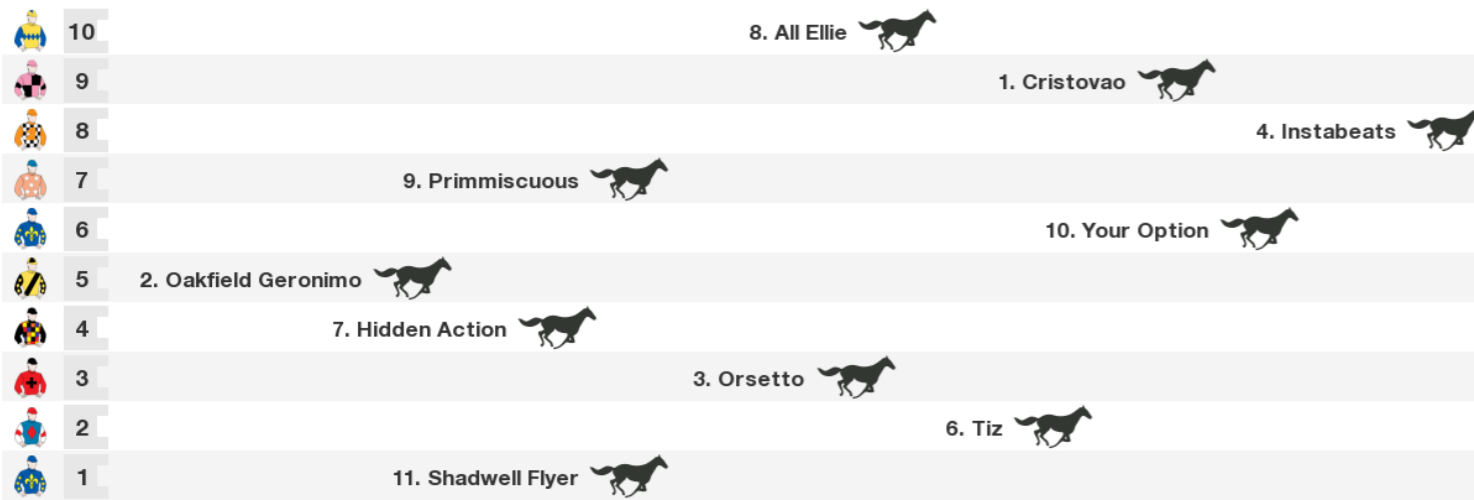 10 8. All Ellie
9 1. Cristovao
8 4. Instabeats
7 9. Primmiscuous
6 10. Your Option
5 2. Oakfield Geronimo
4 7. Hidden Action
3 3. Orsetto
2 6. Tiz
1 11. Shadwell Flyer